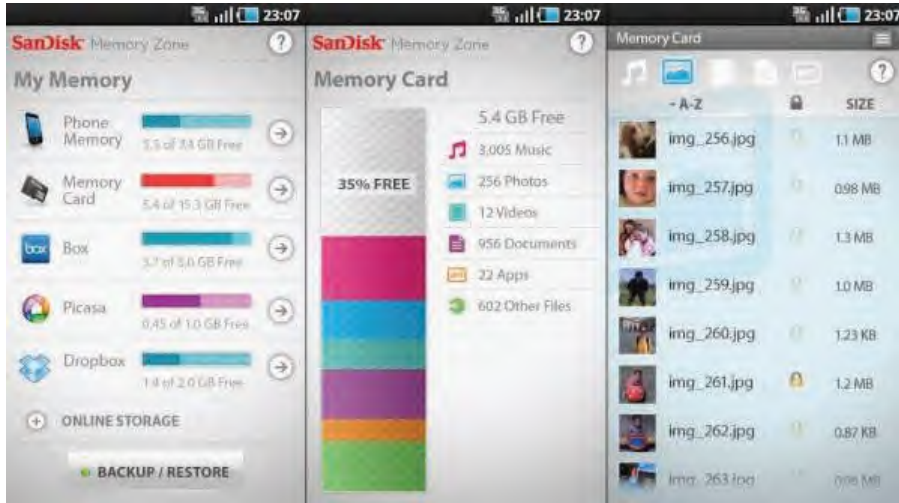 23:07
SanDisk Memory Zone
?
My Memory
Phone
Memory
of 7.4 GB Free
Memory
Card
5.4 of 15.3 GB Free
box
Box
of 5.0 GB Free
Picasa
0.45 of 1.0 GB Free
Dropbox
of 2.0 GB Free
+ ONLINE STORAGE
BACKUP / RESTORE
23:07
SanDisk Memory Zone
?
Memory Card
35% FREE
5.4 GB Free
3,005 Music
256 Photos
12 Videos
956 Documents
22 Apps
602 Other Files
23:07
Memory Card
?
- A-Z SIZE
img_256.jpg 1.1 MB
img_257.jpg 0.98 MB
img_258.jpg 1.3 MB
img_259.jpg 1.0 MB
img_260.jpg 1.23 KB
img_261.jpg 1.2 MB
img_262.jpg 0.87 KB
img_263.jpg